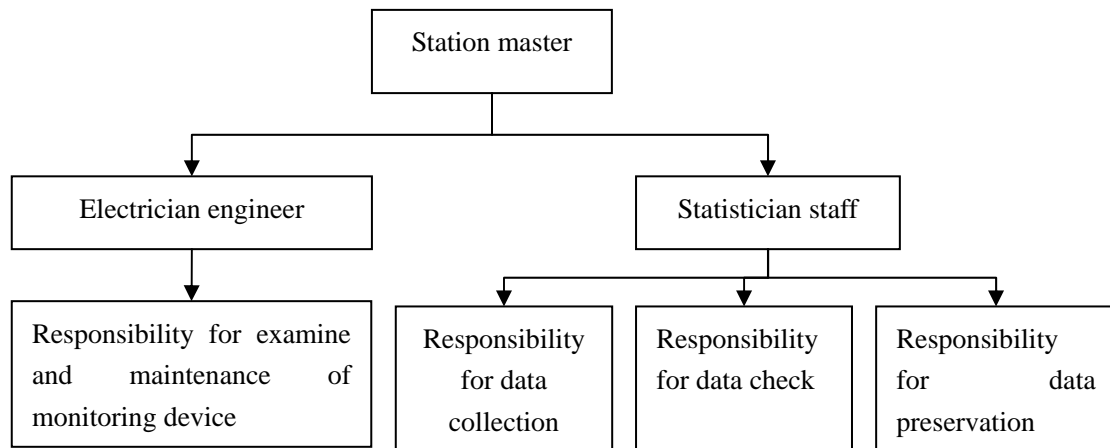 Station master
Electrician engineer
Statistician staff
Responsibility for examine
and maintenance of
monitoring device
Responsibility
for data
collection
Responsibility
for data check
Responsibility
for data
preservation